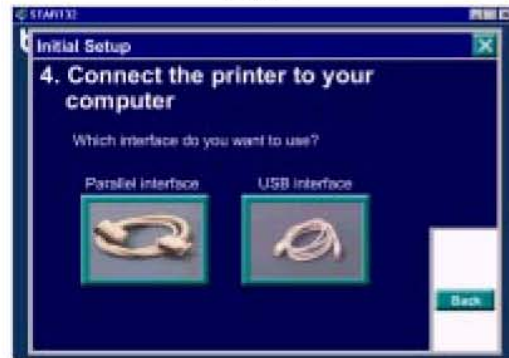 START32
Initial Setup
4. Connect the printer to your
computer
Which interface do you want to use?
Parallel interface USB interface
Back